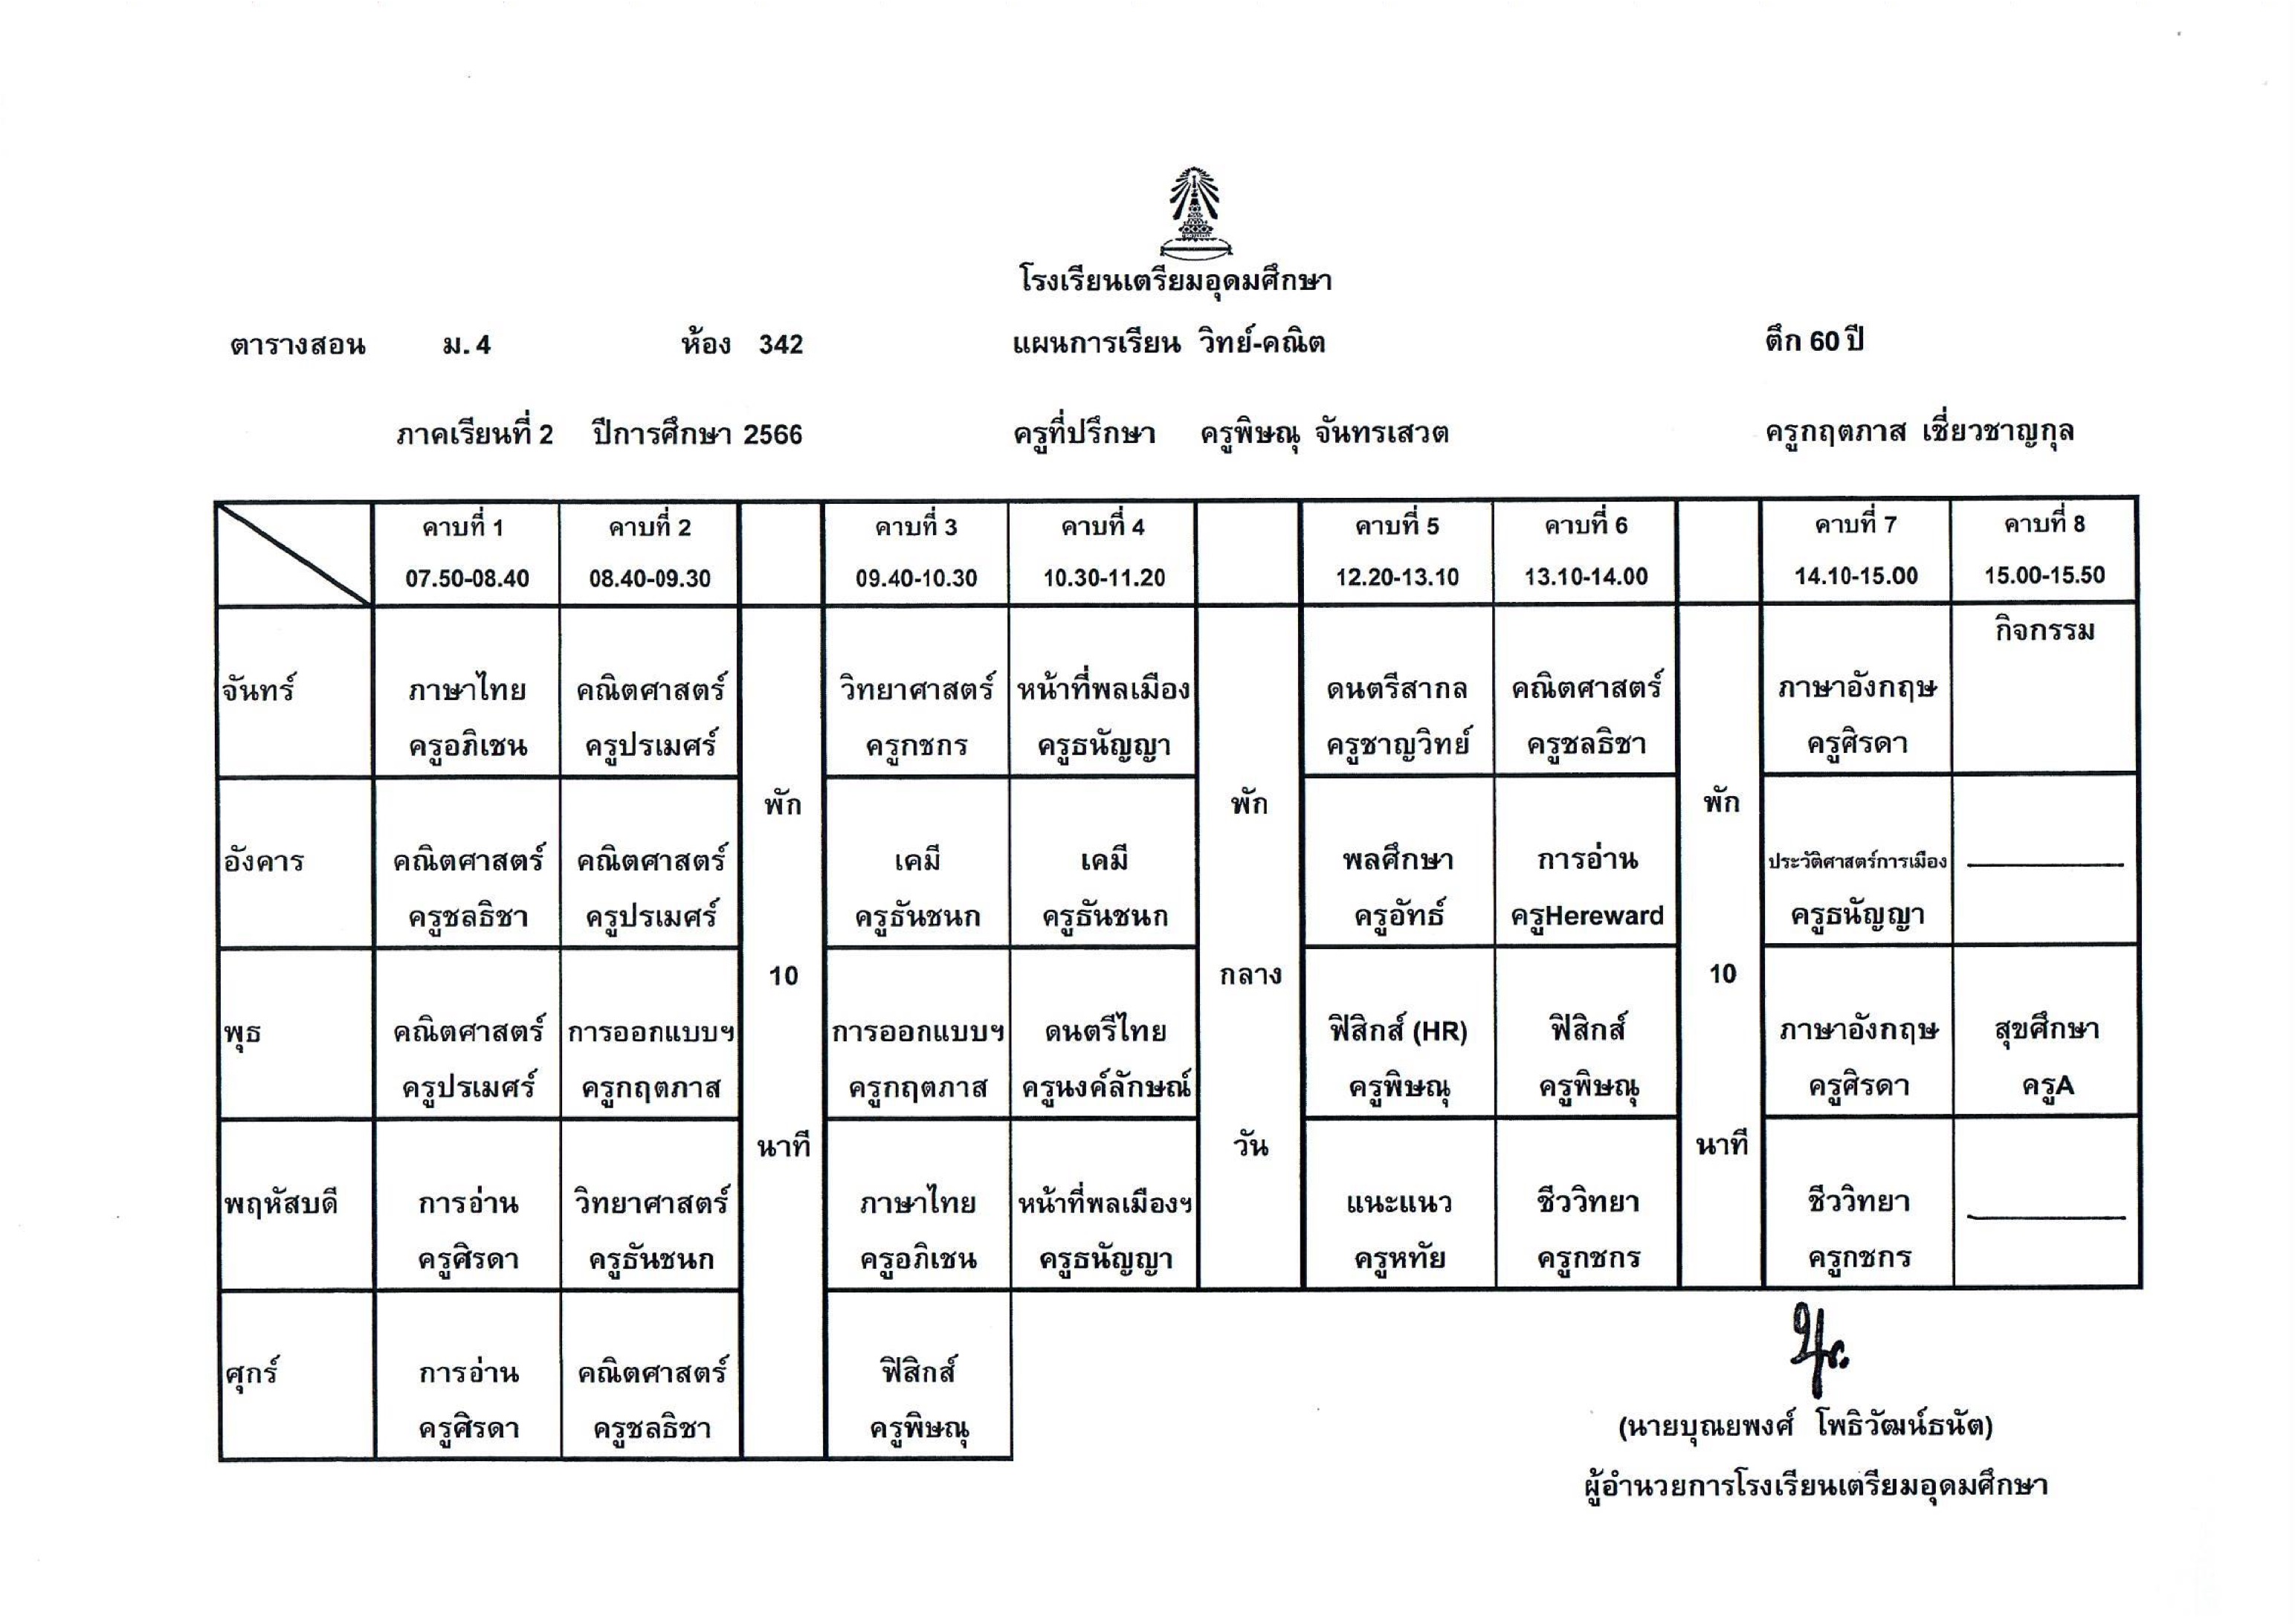 โรงเรียนเตรียมอุดมศึกษา
ตารางสอน ม. 4 ห้อง 342 แผนการเรียน วิทย์-คณิต ตึก 60 ปี
ภาคเรียนที่ 2 ปีการศึกษา 2566 ครูที่ปรึกษา ครูพิษณุ จันทรเสวต ครูกฤตภาส เชี่ยวชาญกุล
คาบที่ 1 คาบที่ 2 คาบที่ 3 คาบที่ 4 คาบที่ 5 คาบที่ 6 คาบที่ 7 คาบที่ 8
07.50-08.40 08.40-09.30 09.40-10.30 10.30-11.20 12.20-13.10 13.10-14.00 14.10-15.00 15.00-15.50
กิจกรรม
จันทร์ ภาษาไทย คณิตศาสตร์ วิทยาศาสตร์ หน้าที่พลเมือง ดนตรีสากล คณิตศาสตร์ ภาษาอังกฤษ
ครูอภิเชน ครูปรเมศร์ ครูกชกร ครูธนัญญา ครูชาญวิทย์ ครูชลธิชา ครูศิรดา
พัก พัก พัก
อังคาร คณิตศาสตร์ คณิตศาสตร์ เคมี เคมี พลศึกษา การอ่าน ประวัติศาสตร์การเมือง
ครูชลธิชา ครูปรเมศร์ ครูธันชนก ครูธันชนก ครูอัทธ์ ครูHereward ครูธนัญญา
10 กลาง 10
พุธ คณิตศาสตร์ การออกแบบฯ การออกแบบฯ ดนตรีไทย ฟิสิกส์ (HR) ฟิสิกส์ ภาษาอังกฤษ สุขศึกษา
ครูปรเมศร์ ครูกฤตภาส ครูกฤตภาส ครูนงค์ลักษณ์ ครูพิษณุ ครูพิษณุ ครูศิรดา ครูA
นาที วัน นาที
พฤหัสบดี การอ่าน วิทยาศาสตร์ ภาษาไทย หน้าที่พลเมืองฯ แนะแนว ชีววิทยา ชีววิทยา
ครูศิรดา ครูธันชนก ครูอภิเชน ครูธนัญญา ครูหทัย ครูกชกร ครูกชกร
ศุกร์ การอ่าน คณิตศาสตร์ ฟิสิกส์
ครูศิรดา ครูชลธิชา ครูพิษณุ
(นายบุณยพงศ์ โพธิวัฒน์ธนัต)
ผู้อำนวยการโรงเรียนเตรียมอุดมศึกษา